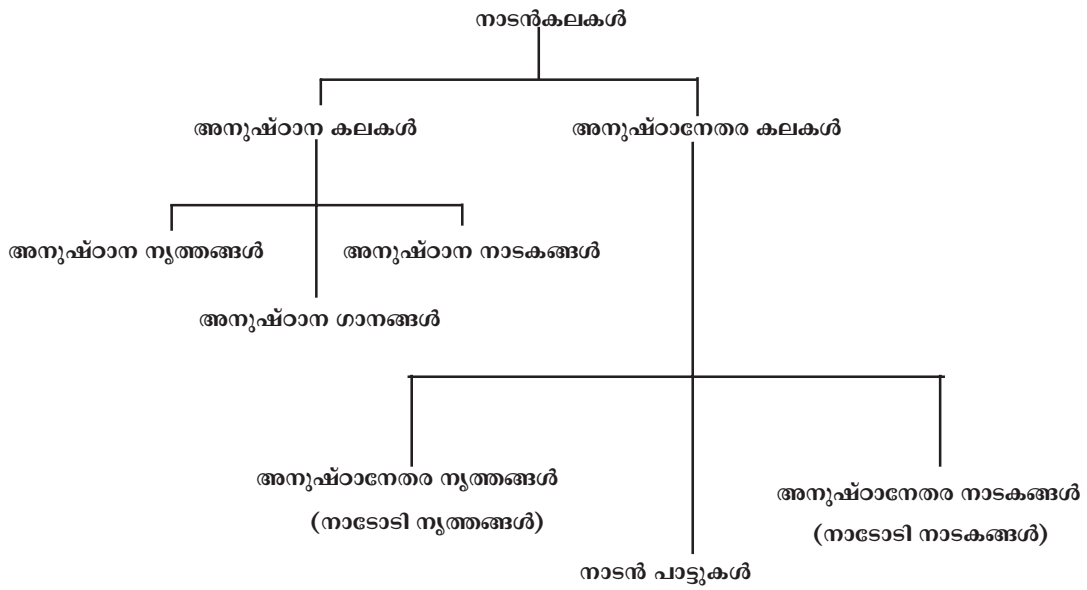 നാടൻകലകൾ
അനുഷ്ഠാന കലകൾ
അനുഷ്ഠാനേതര കലകൾ
അനുഷ്ഠാന നൃത്തങ്ങൾ
അനുഷ്ഠാന നാടകങ്ങൾ
അനുഷ്ഠാന ഗാനങ്ങൾ
അനുഷ്ഠാനേതര നൃത്തങ്ങൾ
(നാടോടി നൃത്തങ്ങൾ)
അനുഷ്ഠാനേതര നാടകങ്ങൾ
(നാടോടി നാടകങ്ങൾ)
നാടൻ പാട്ടുകൾ